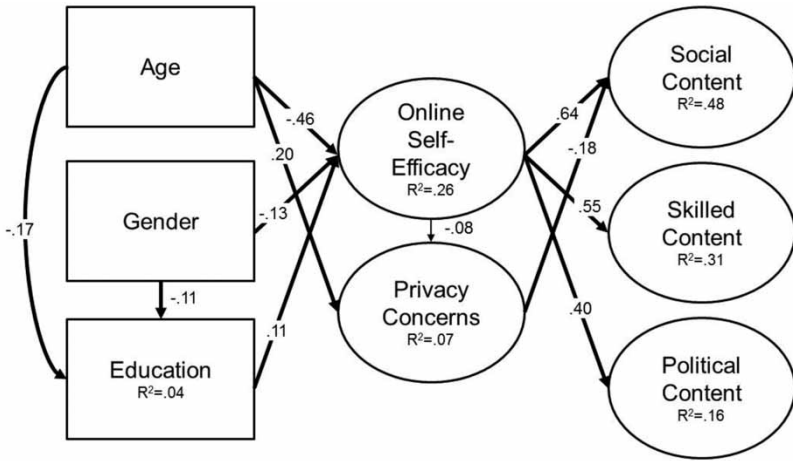 Age
Gender
Education
R²=.04
Online
Self-
Efficacy
R²=.26
Privacy
Concerns
R²=.07
Social
Content
R²=.48
Skilled
Content
R²=.31
Political
Content
R²=.16
-.17
-.11
-.46
.20
-.13
.11
-.08
.64
-.18
.55
.40